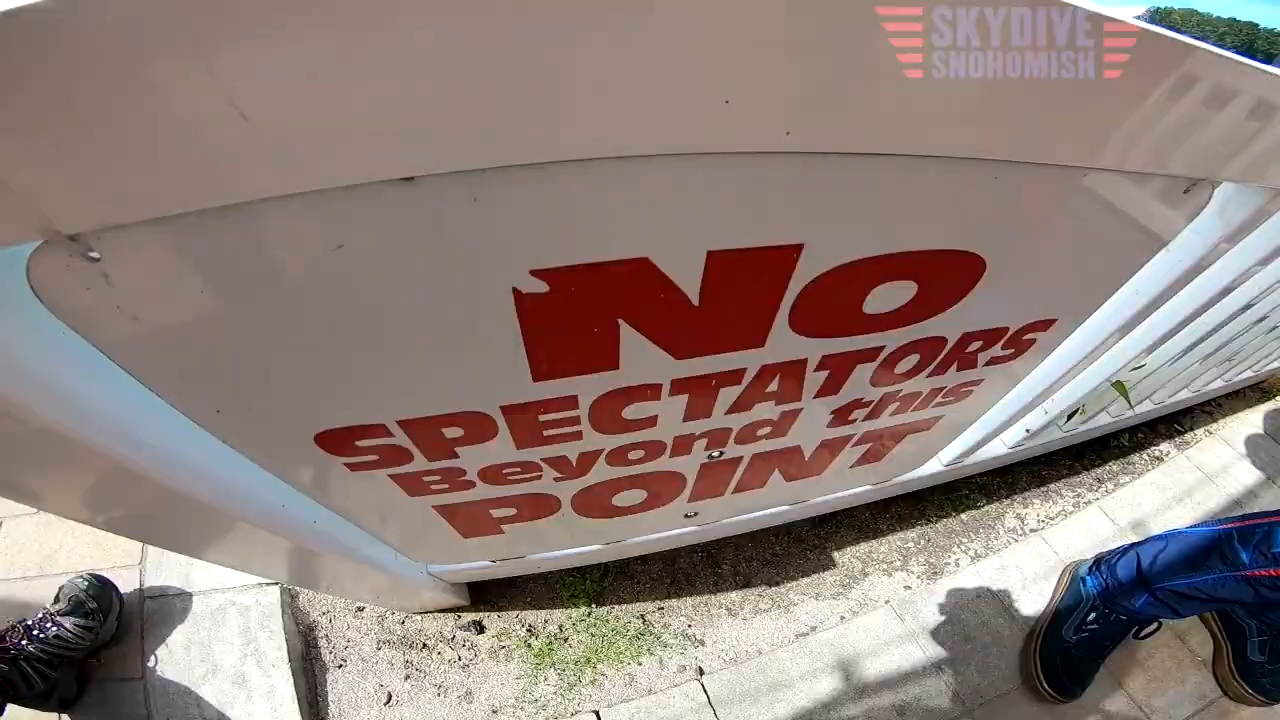 SKYDIVE
SNOHOMISH
NO
SPECTATORS
Beyond this
POINT